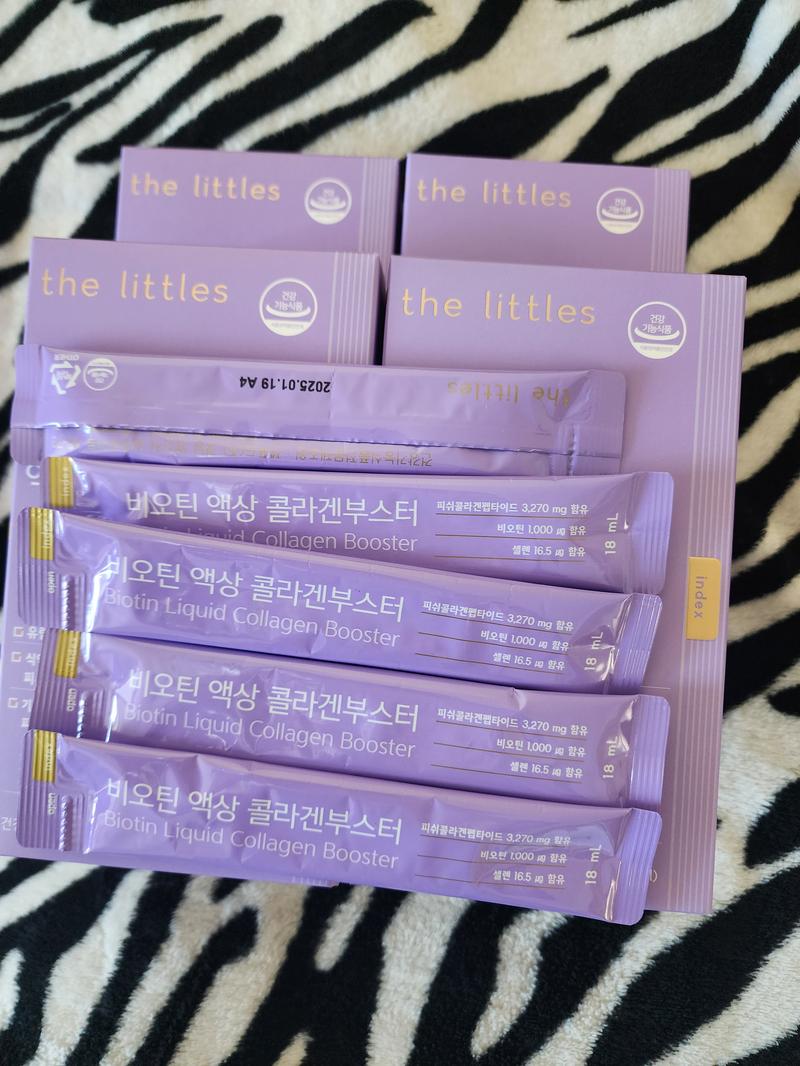 the littles
건강
기능식품
the littles
건강
기능식품
the littles
건강
기능식품
the littles
건강
기능식품
2025.01.19 A4
the littles
index
비오틴 액상 콜라겐부스터
Liquid Collagen Booster
피쉬콜라겐펩타이드 3,270 mg 함유
비오틴 1,000 ㎍ 함유
셀렌 16.5 ㎍ 함유
18 mL
index
비오틴 액상 콜라겐부스터
Biotin Liquid Collagen Booster
피쉬콜라겐펩타이드 3,270 mg 함유
비오틴 1,000 ㎍ 함유
셀렌 16.5 ㎍ 함유
18 mL
index
비오틴 액상 콜라겐부스터
Biotin Liquid Collagen Booster
피쉬콜라겐펩타이드 3,270 mg 함유
비오틴 1,000 ㎍ 함유
셀렌 16.5 ㎍ 함유
18 mL
index
비오틴 액상 콜라겐부스터
Biotin Liquid Collagen Booster
피쉬콜라겐펩타이드 3,270 mg 함유
비오틴 1,000 ㎍ 함유
셀렌 16.5 ㎍ 함유
18 mL
index